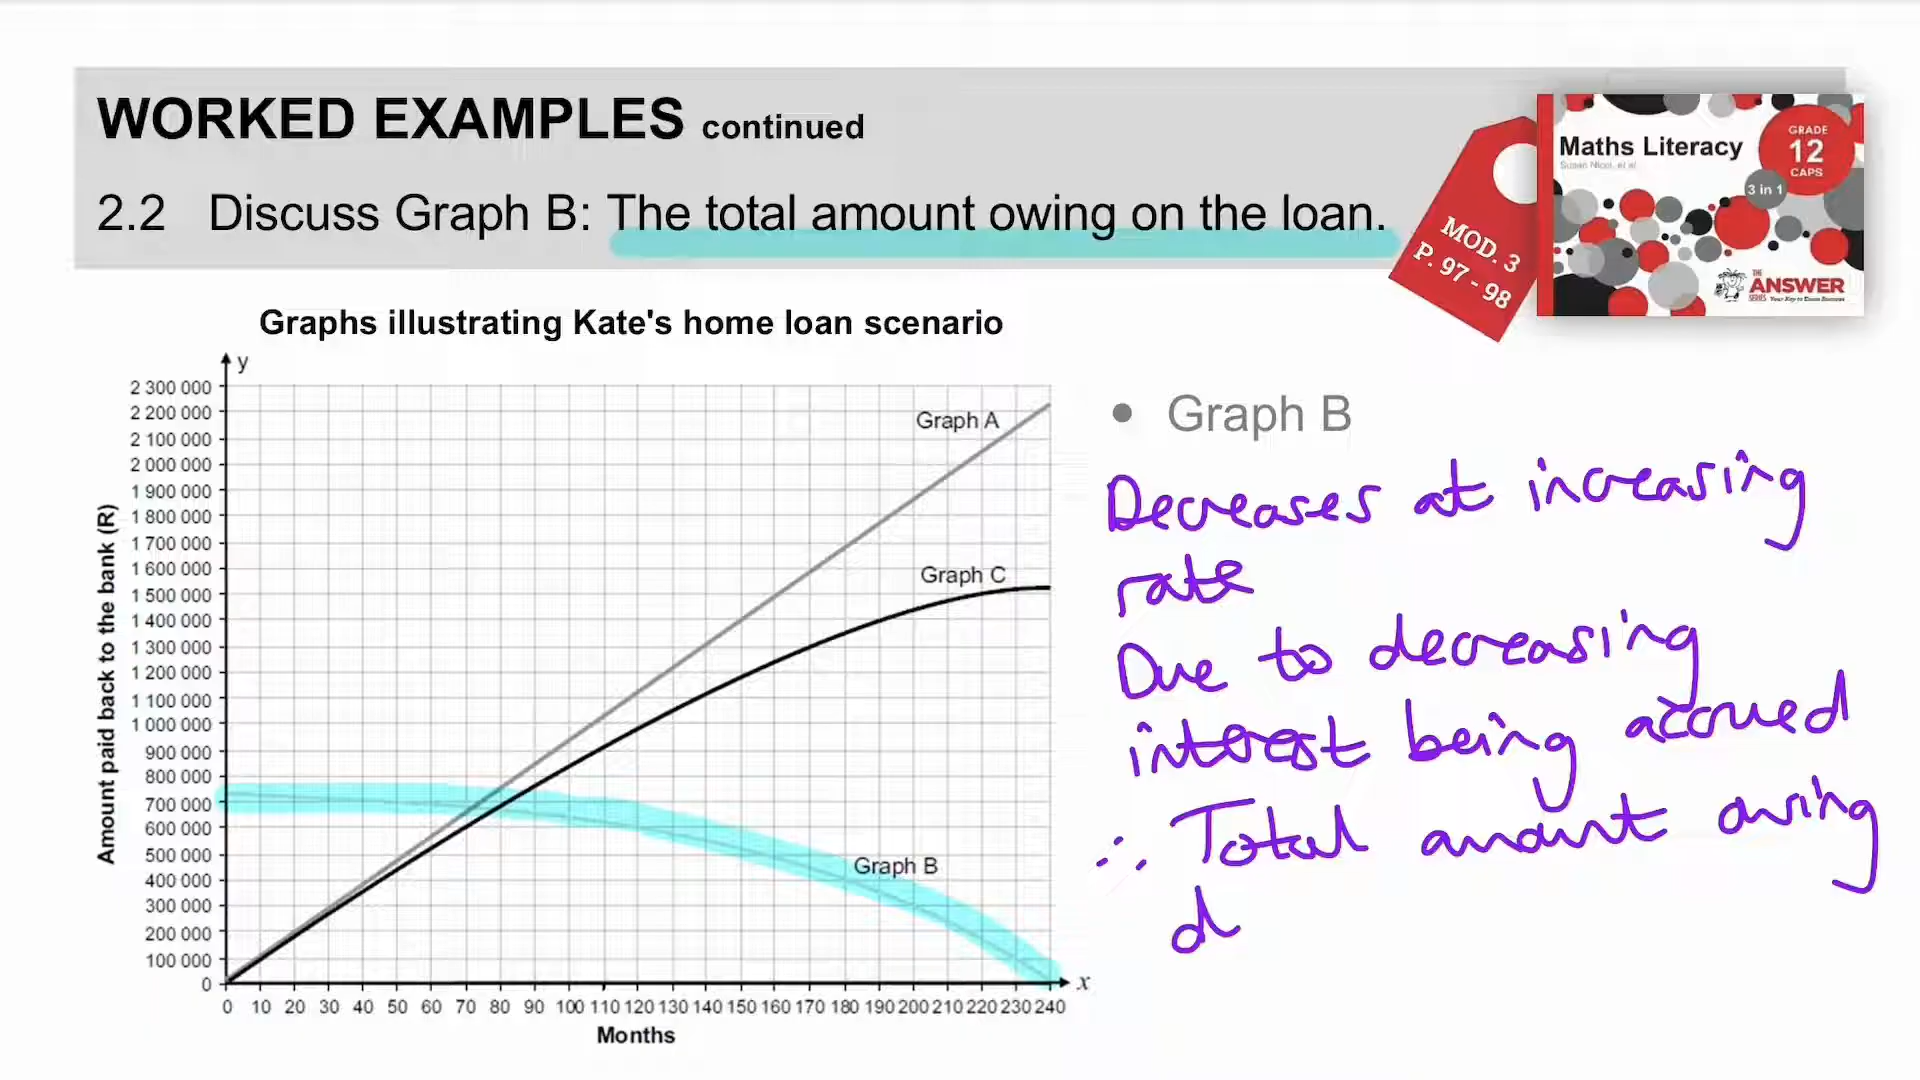 WORKED EXAMPLES continued
2.2 Discuss Graph B: The total amount owing on the loan.
MOD. 3
P. 97 - 98
Maths Literacy
GRADE
12
CAPS
3 in 1
THE
ANSWER
SERIES Your Key to Exam Success
Graphs illustrating Kate's home loan scenario
y
2 300 000
2 200 000
2 100 000
2 000 000
1 900 000
1 800 000
1 700 000
1 600 000
1 500 000
1 400 000
1 300 000
1 200 000
1 100 000
1 000 000
900 000
800 000
700 000
600 000
500 000
400 000
300 000
200 000
100 000
0
Amount paid back to the bank (R)
Graph A
Graph C
Graph B
0 10 20 30 40 50 60 70 80 90 100 110 120 130 140 150 160 170 180 190 200 210 220 230 240
x
Months
• Graph B
Decreases at increasing
rate
Due to decreasing
interest being accrued
∴ Total amount owing
d